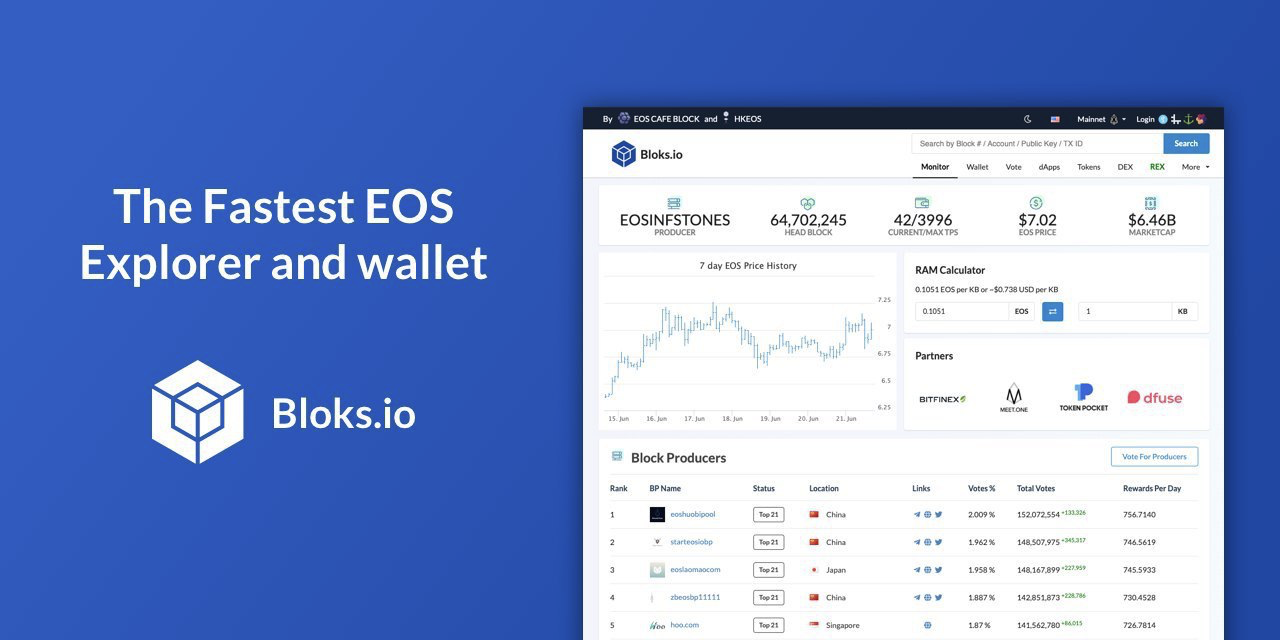 The Fastest EOS
Explorer and wallet
Bloks.io
By EOS CAFE BLOCK and HKEOS
Mainnet
Login
Bloks.io
Search by Block # / Account / Public Key / TX ID
Search
Monitor Wallet Vote dApps Tokens DEX REX More
EOSINFSTONES
PRODUCER
64,702,245
HEAD BLOCK
42/3996
CURRENT/MAX TPS
$7.02
EOS PRICE
$6.46B
MARKETCAP
7 day EOS Price History
7.25
7
6.75
6.5
6.25
15. Jun 16. Jun 17. Jun 18. Jun 19. Jun 20. Jun 21. Jun
RAM Calculator
0.1051 EOS per KB or ~$0.738 USD per KB
0.1051 EOS 1 KB
Partners
BITFINEX
MEET.ONE
TOKEN POCKET
dfuse
Block Producers
Vote For Producers
Rank BP Name Status Location Links Votes % Total Votes Rewards Per Day
1 eoshuobipool Top 21 China 2.009 % 152,072,554 +133,326 756.7140
2 starteosiobp Top 21 China 1.962 % 148,507,975 +345,317 746.5619
3 eoslaomaocom Top 21 Japan 1.958 % 148,167,899 +227,959 745.5933
4 zbeosbp11111 Top 21 China 1.887 % 142,851,873 +228,786 730.4528
5 Hoo hoo.com Top 21 Singapore 1.87 % 141,562,780 +86,015 726.7814